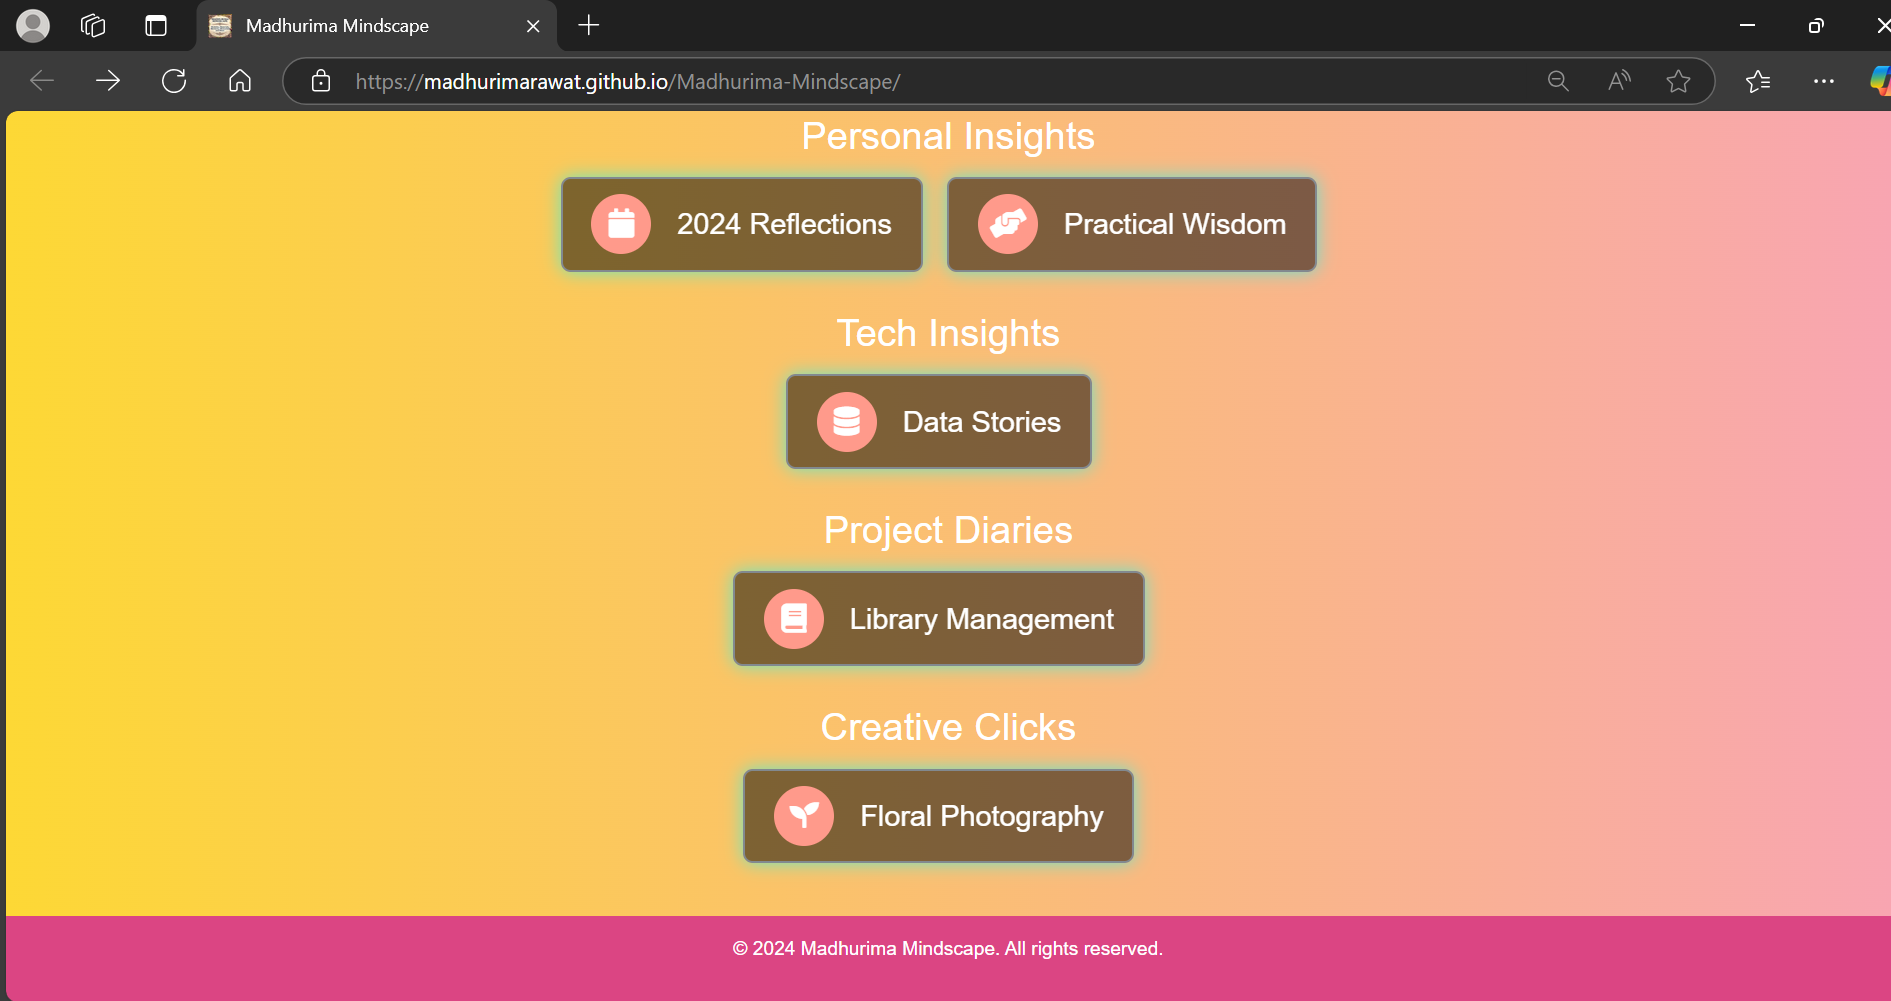 Madhurima Mindscape
https://madhurimarawat.github.io/Madhurima-Mindscape/
Personal Insights
2024 Reflections
Practical Wisdom
Tech Insights
Data Stories
Project Diaries
Library Management
Creative Clicks
Floral Photography
© 2024 Madhurima Mindscape. All rights reserved.